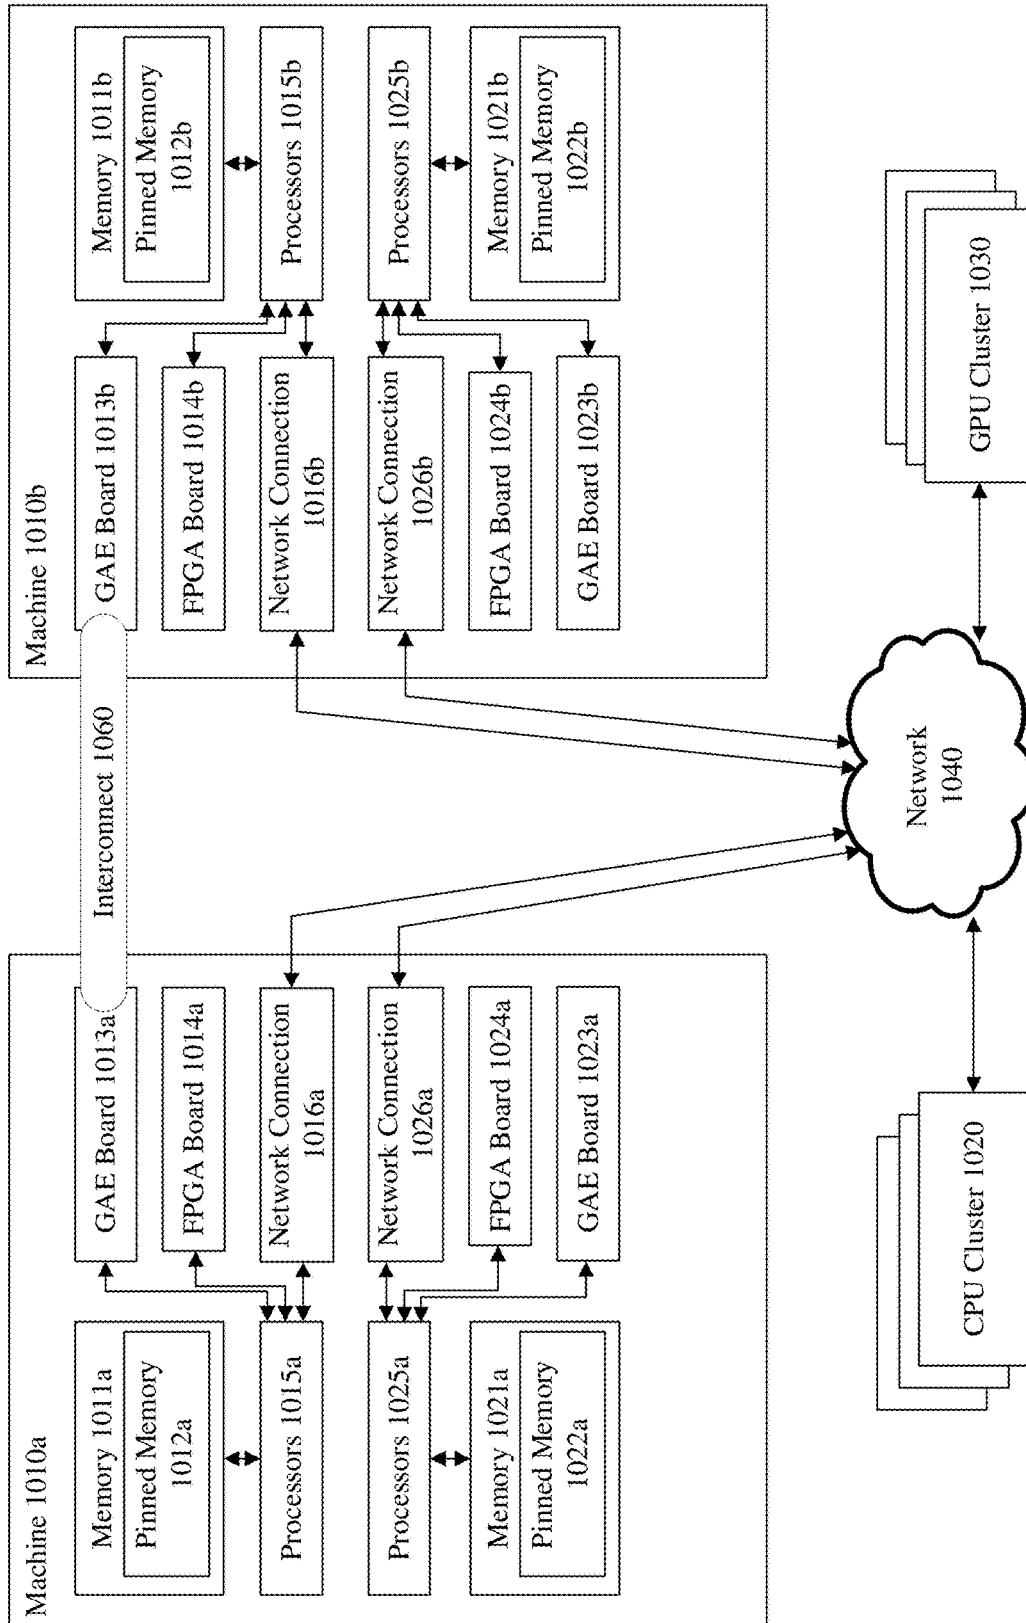 Machine 1010a
Memory 1011a
Pinned Memory
1012a
Processors 1015a
Processors 1025a
Memory 1021a
Pinned Memory
1022a
GAE Board 1013a
FPGA Board 1014a
Network Connection
1016a
Network Connection
1026a
FPGA Board 1024a
GAE Board 1023a
Interconnect 1060
Machine 1010b
GAE Board 1013b
FPGA Board 1014b
Network Connection
1016b
Network Connection
1026b
FPGA Board 1024b
GAE Board 1023b
Memory 1011b
Pinned Memory
1012b
Processors 1015b
Processors 1025b
Memory 1021b
Pinned Memory
1022b
CPU Cluster 1020
Network
1040
GPU Cluster 1030